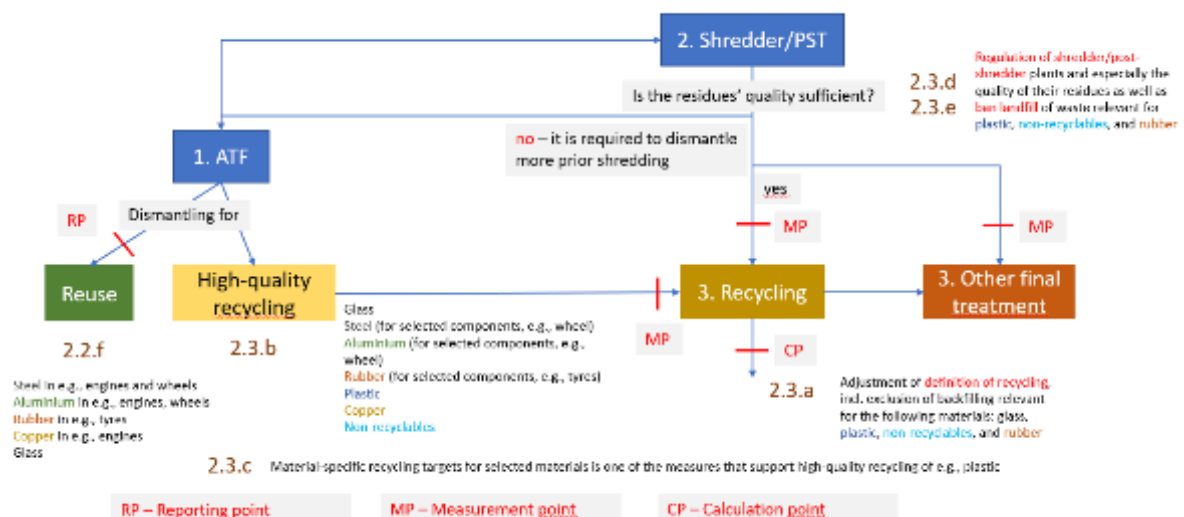 2. Shredder/PST
Is the residues' quality sufficient?
2.3.d
2.3.e
Regulation of shredder/post-
shredder plants and especially the
quality of their residues as well as
ban landfill of waste relevant for
plastic, non-recyclables, and rubber
no – it is required to dismantle
more prior shredding
1. ATF
yes
RP
Dismantling for
MP
MP
Reuse
High-quality
recycling
3. Recycling
3. Other final
treatment
2.2.f
2.3.b
Glass
Steel (for selected components, e.g., wheel)
Aluminium (for selected components, e.g.,
wheel)
Rubber (for selected components, e.g., tyres)
Plastic
Copper
Non recyclables
MP
CP
2.3.a
Steel in e.g., engines and wheels
Aluminium in e.g., engines, wheels
Rubber in e.g., tyres
Copper in e.g., engines
Glass
Adjustment of definition of recycling,
incl. exclusion of backfilling relevant
for the following materials: glass,
plastic, non recyclables, and rubber
2.3.c Material-specific recycling targets for selected materials is one of the measures that support high-quality recycling of e.g., plastic
RP – Reporting point
MP – Measurement point
CP – Calculation point